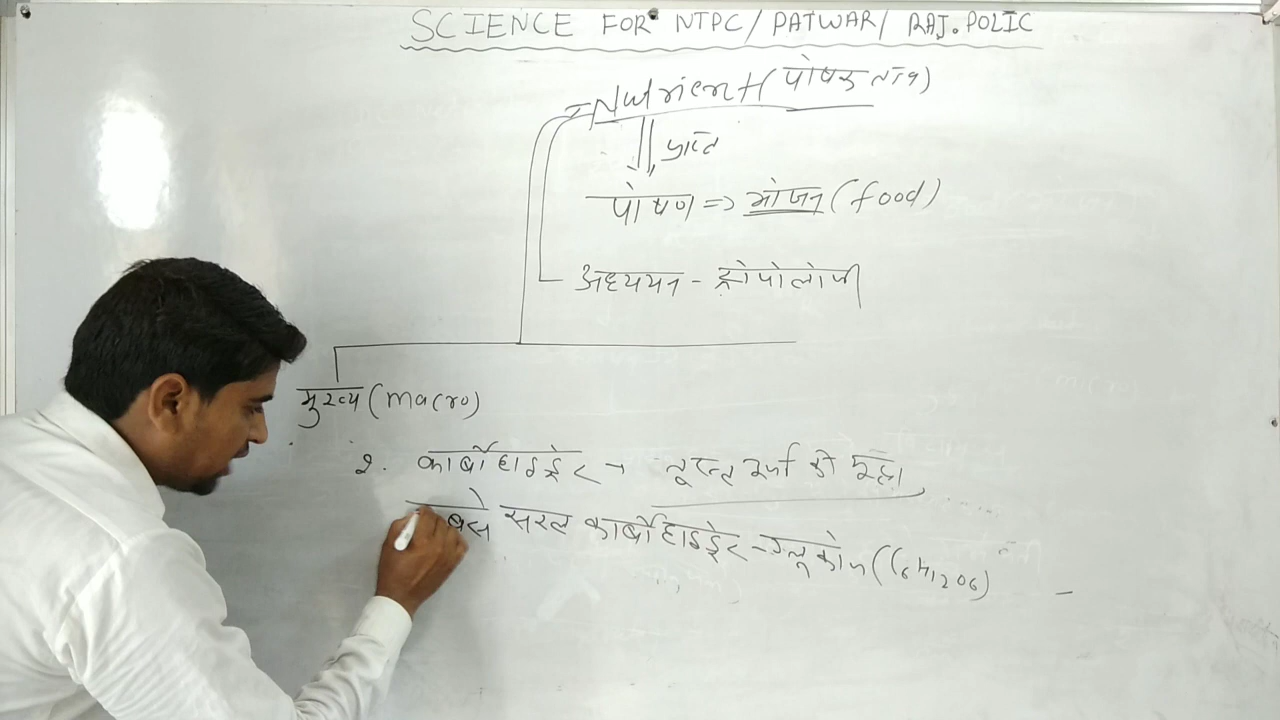 SCIENCE FOR NTPC/PATWAR/ RAJ.POLIC
Nutrient (पोषक तत्व)
प्राप्त
पोषण => भोजन (food)
अध्ययन - ट्रोपोलोजी
मुख्य (macro)
1. कार्बोहाइड्रेट → तुरन्त ऊर्जा
सबसे सरल कार्बोहाइड्रेट - ग्लूकोज (C6H12O6)